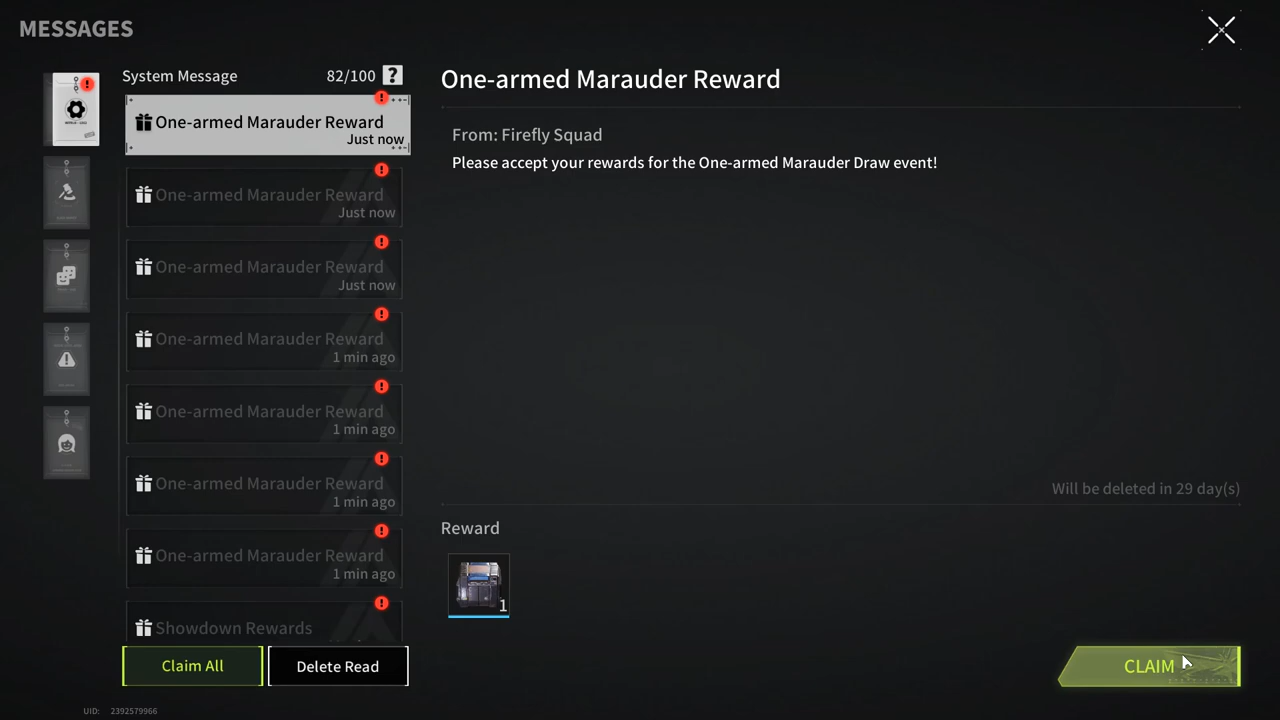 MESSAGES
System Message 82/100 ?
One-armed Marauder Reward
Just now
One-armed Marauder Reward
Just now
One-armed Marauder Reward
Just now
One-armed Marauder Reward
1 min ago
One-armed Marauder Reward
1 min ago
One-armed Marauder Reward
1 min ago
One-armed Marauder Reward
1 min ago
Showdown Rewards
Claim All
Delete Read
One-armed Marauder Reward
From: Firefly Squad
Please accept your rewards for the One-armed Marauder Draw event!
Will be deleted in 29 day(s)
Reward
1
CLAIM
UID: 2392579966